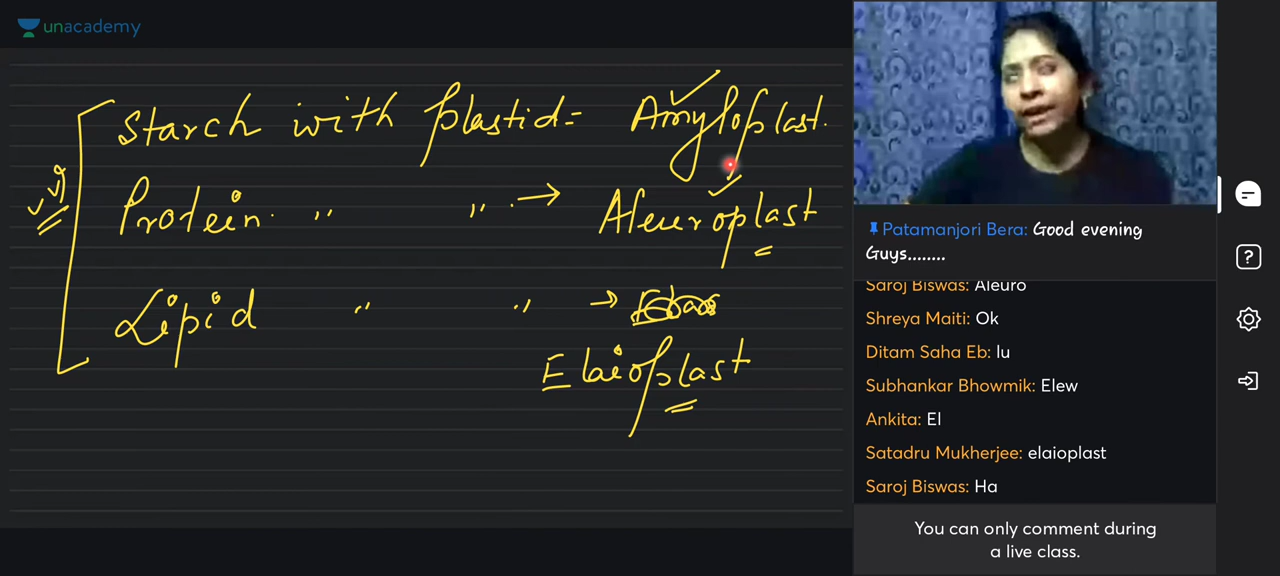 unacademy
Starch with plastid = Amyloplast.
Protein. " " . → Aleuroplast
Lipid " " →
Elaioplast
Patamanjori Bera: Good evening
Guys........
Saroj Biswas: Aleuro
Shreya Maiti: Ok
Ditam Saha Eb: lu
Subhankar Bhowmik: Elew
Ankita: El
Satadru Mukherjee: elaioplast
Saroj Biswas: Ha
You can only comment during
a live class.